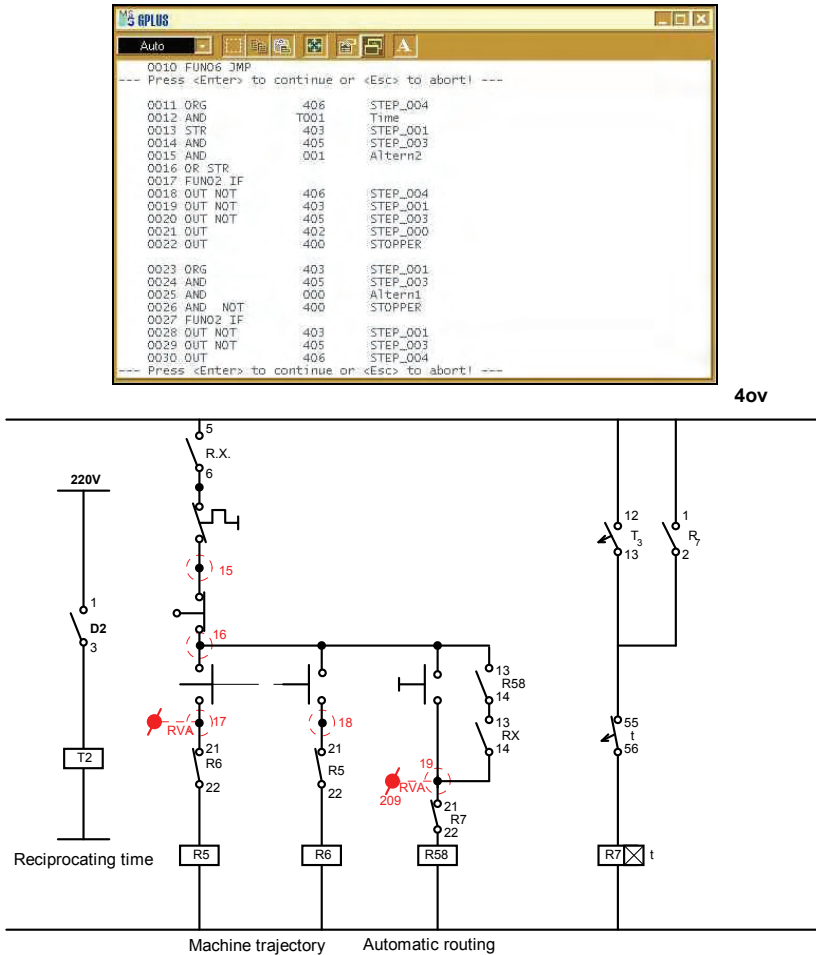 MS GPLUS
Auto
A
0010 FUN06 JMP
--- Press <Enter> to continue or <Esc> to abort! ---
0011 ORG 406 STEP_004
0012 AND T001 Time
0013 STR 403 STEP_001
0014 AND 405 STEP_003
0015 AND 001 Altern2
0016 OR STR
0017 FUN02 IF
0018 OUT NOT 406 STEP_004
0019 OUT NOT 403 STEP_001
0020 OUT NOT 405 STEP_003
0021 OUT 402 STEP_000
0022 OUT 400 STOPPER
0023 ORG 403 STEP_001
0024 AND 405 STEP_003
0025 AND 000 Altern1
0026 AND NOT 400 STOPPER
0027 FUN02 IF
0028 OUT NOT 403 STEP_001
0029 OUT NOT 405 STEP_003
0030 OUT 406 STEP_004
--- Press <Enter> to continue or <Esc> to abort! ---
4ov
5
R.X.
6
220V
12
T3
13
1
R7
2
15
1
D2
3
16
13
R58
14
17
RVA
18
13
RX
14
55
t
56
21
R6
22
21
R5
22
19
RVA
209
21
R7
22
T2
R5
R6
R58
R7
t
Reciprocating time
Machine trajectory
Automatic routing